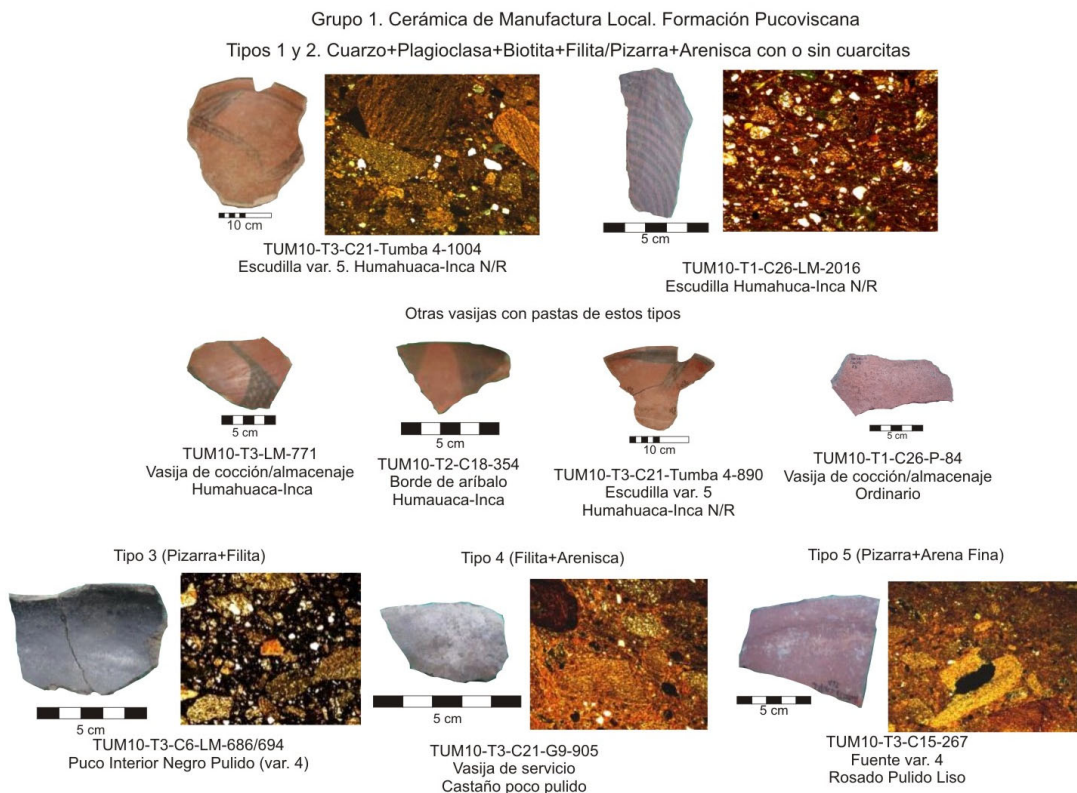 Grupo 1. Cerámica de Manufactura Local. Formación Pucoviscana
Tipos 1 y 2. Cuarzo+Plagioclasa+Biotita+Filita/Pizarra+Arenisca con o sin cuarcitas
10 cm
TUM10-T3-C21-Tumba 4-1004
Escudilla var. 5. Humahuaca-Inca N/R
5 cm
TUM10-T1-C26-LM-2016
Escudilla Humahuca-Inca N/R
Otras vasijas con pastas de estos tipos
5 cm
TUM10-T3-LM-771
Vasija de cocción/almacenaje
Humahuaca-Inca
5 cm
TUM10-T2-C18-354
Borde de aríbalo
Humauaca-Inca
10 cm
TUM10-T3-C21-Tumba 4-890
Escudilla var. 5
Humahuaca-Inca N/R
5 cm
TUM10-T1-C26-P-84
Vasija de cocción/almacenaje
Ordinario
Tipo 3 (Pizarra+Filita)
5 cm
TUM10-T3-C6-LM-686/694
Puco Interior Negro Pulido (var. 4)
Tipo 4 (Filita+Arenisca)
5 cm
TUM10-T3-C21-G9-905
Vasija de servicio
Castaño poco pulido
Tipo 5 (Pizarra+Arena Fina)
5 cm
TUM10-T3-C15-267
Fuente var. 4
Rosado Pulido Liso